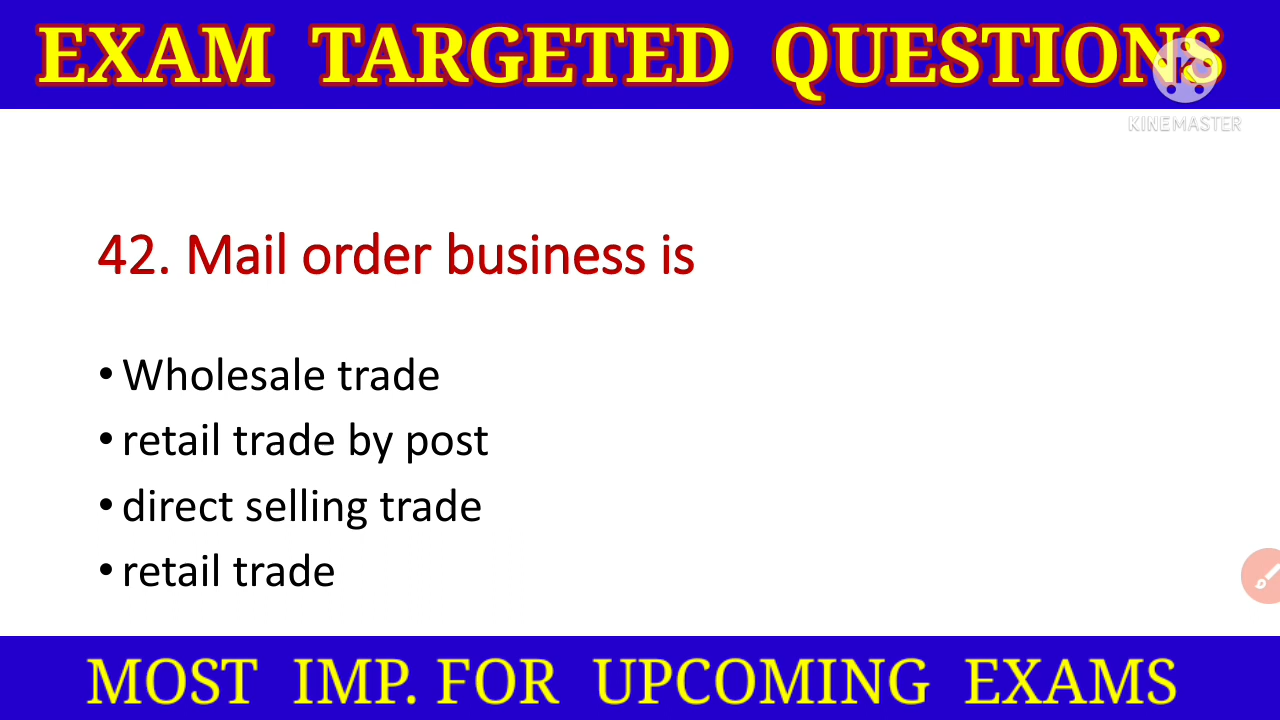 EXAM TARGETED QUESTIONS
KINEMASTER
42. Mail order business is
• Wholesale trade
• retail trade by post
• direct selling trade
• retail trade
MOST IMP. FOR UPCOMING EXAMS